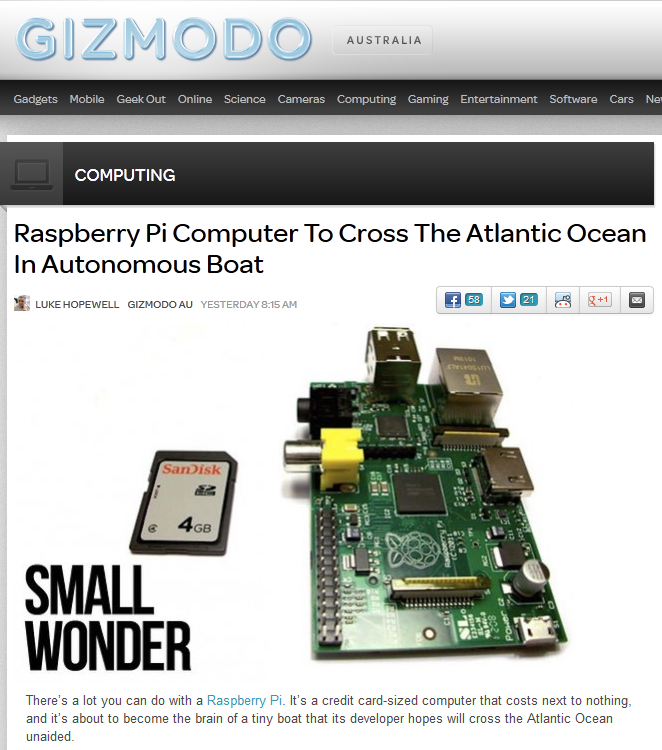 GIZMODO
AUSTRALIA
Gadgets Mobile Geek Out Online Science Cameras Computing Gaming Entertainment Software Cars Ne
COMPUTING
Raspberry Pi Computer To Cross The Atlantic Ocean
In Autonomous Boat
LUKE HOPEWELL GIZMODO AU YESTERDAY 8:15 AM
58
21
+1
SanDisk
4GB
Raspberry Pi
Power
SMALL
WONDER
There's a lot you can do with a Raspberry Pi. It's a credit card-sized computer that costs next to nothing,
and it's about to become the brain of a tiny boat that its developer hopes will cross the Atlantic Ocean
unaided.